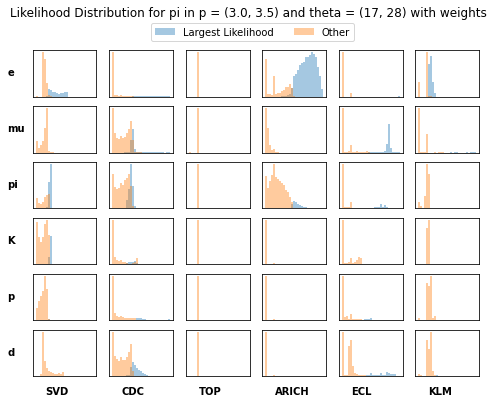 Likelihood Distribution for pi in p = (3.0, 3.5) and theta = (17, 28) with weights
Largest Likelihood Other
e
mu
pi
K
p
d
SVD CDC TOP ARICH ECL KLM